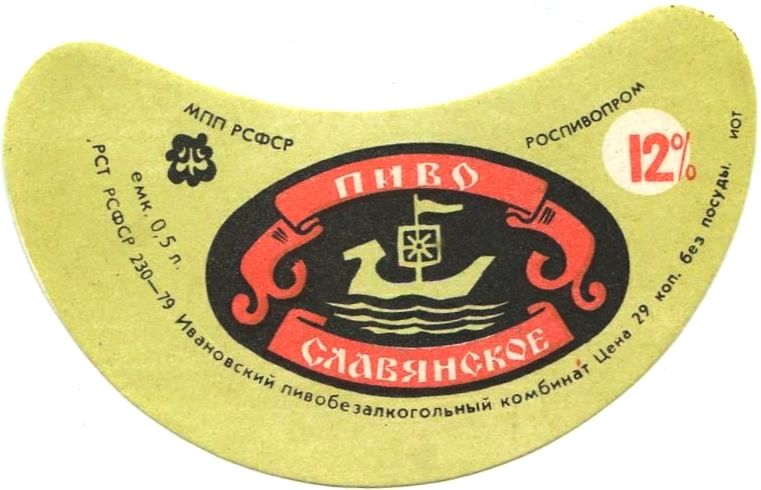 МПП РСФСР
РОСПИВОПРОМ
12%
ПИВО
СЛАВЯНСКОЕ
емк. 0,5 л.
РСТ РСФСР 230—79 Ивановский пивобезалкогольный комбинат Цена 29 коп. без посуды.
ИОТ